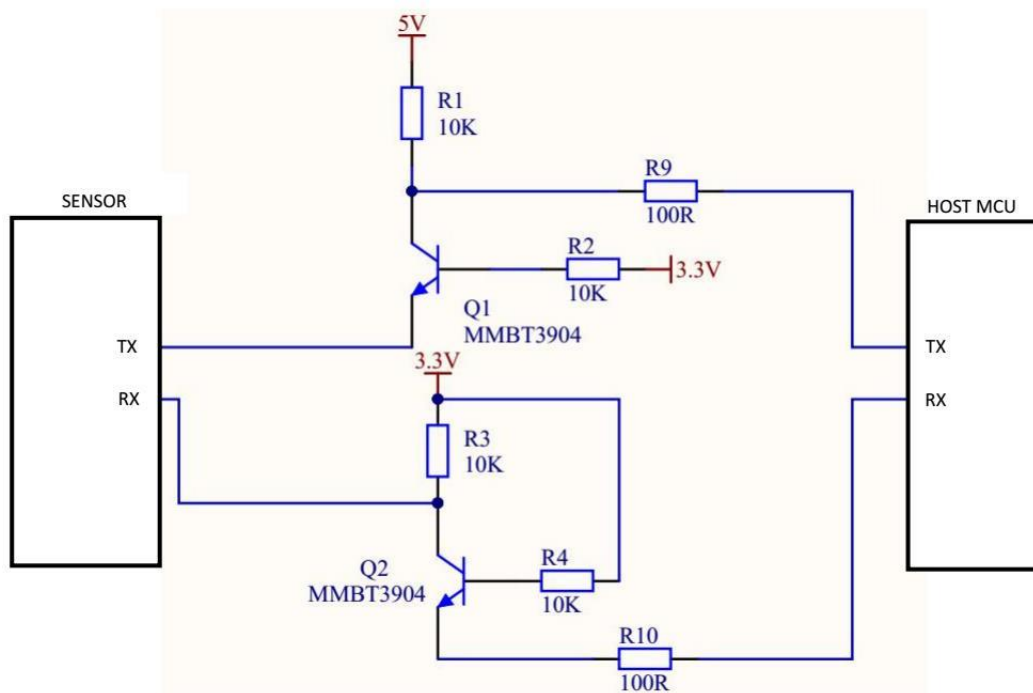 5V
R1
10K
R9
100R
SENSOR
HOST MCU
R2
10K
3.3V
Q1
MMBT3904
TX
TX
3.3V
RX
RX
R3
10K
Q2
MMBT3904
R4
10K
R10
100R